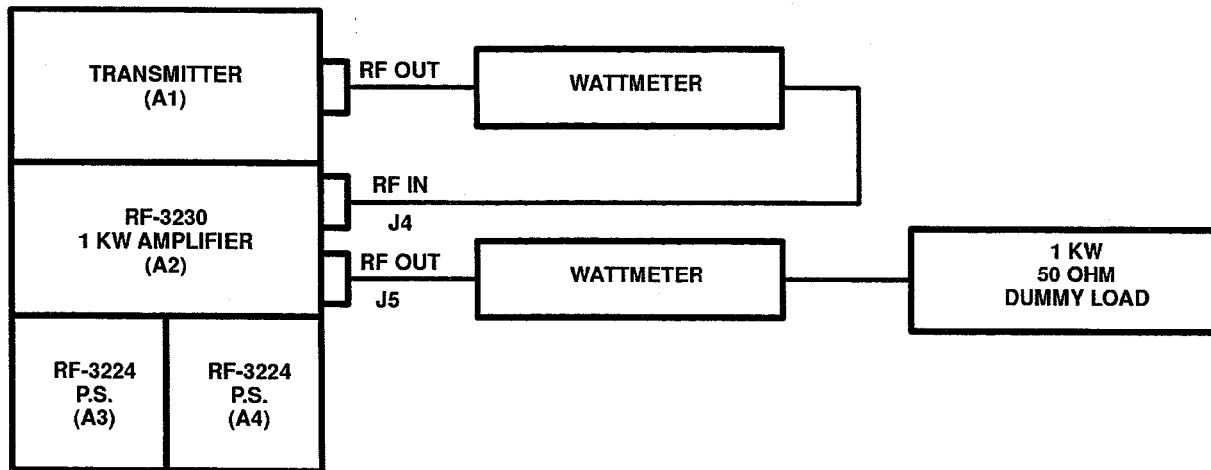 TRANSMITTER
(A1)
RF OUT
WATTMETER
RF-3230
1 KW AMPLIFIER
(A2)
RF IN
J4
RF OUT
J5
WATTMETER
1 KW
50 OHM
DUMMY LOAD
RF-3224
P.S.
(A3)
RF-3224
P.S.
(A4)